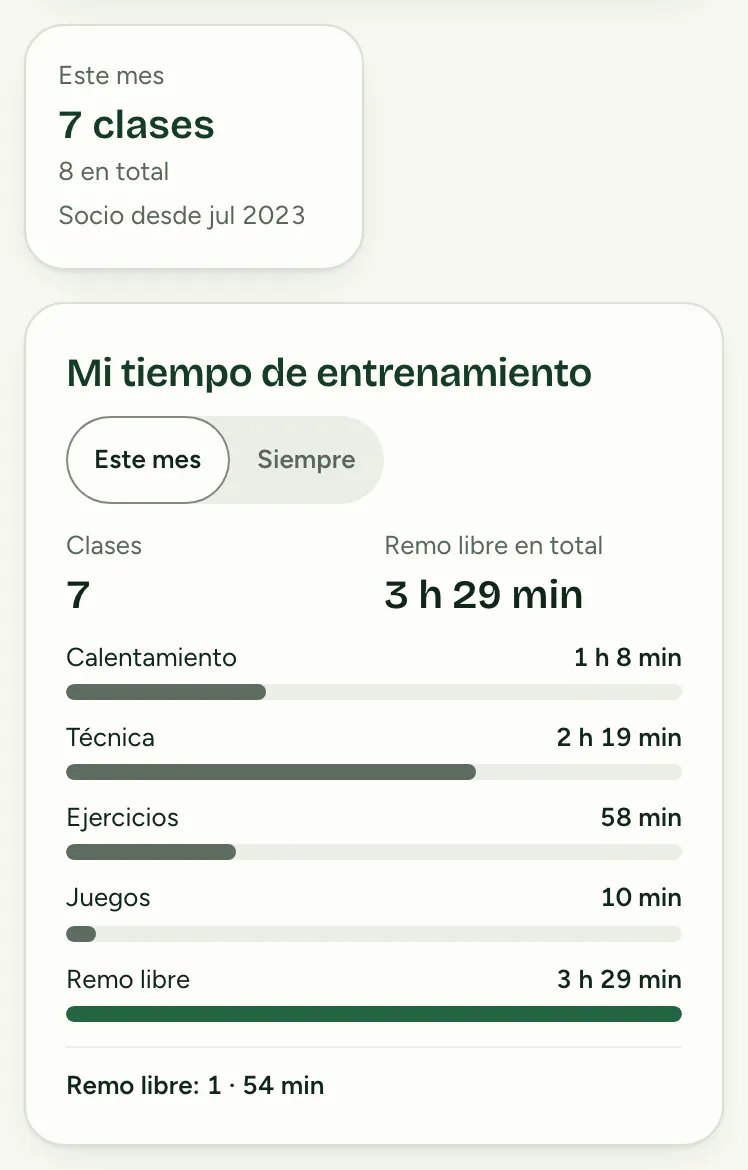 Este mes
7 clases
8 en total
Socio desde jul 2023
Mi tiempo de entrenamiento
Este mes Siempre
Clases Remo libre en total
7 3 h 29 min
Calentamiento 1 h 8 min
Técnica 2 h 19 min
Ejercicios 58 min
Juegos 10 min
Remo libre 3 h 29 min
Remo libre: 1 · 54 min